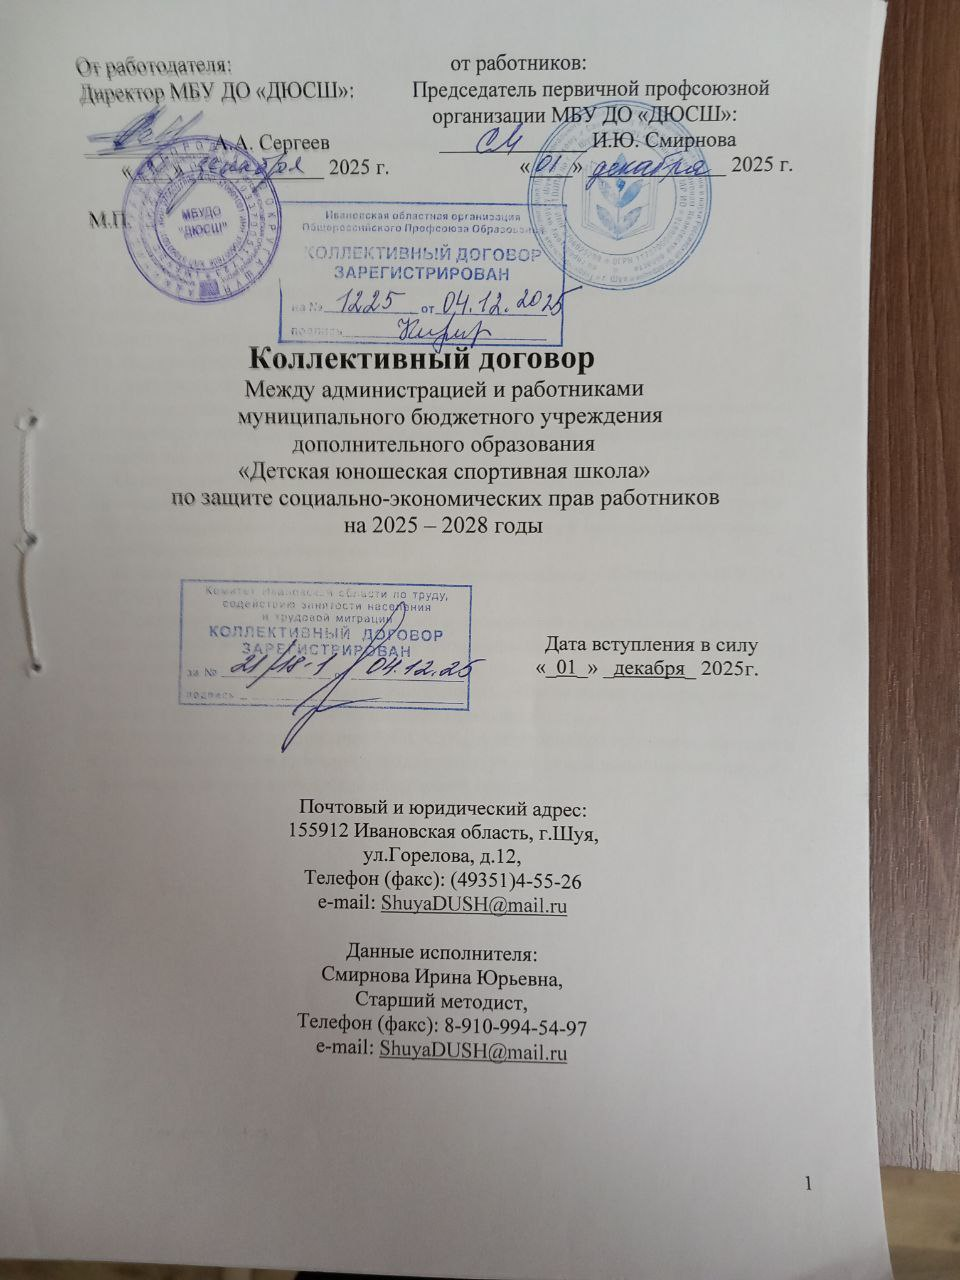 От работодателя:
от работников:
Директор МБУ ДО «ДЮСШ»:
Председатель первичной профсоюзной
организации МБУ ДО «ДЮСШ»:
А.А. Сергеев
И.Ю. Смирнова
« » декабря 2025 г.
«01» декабря 2025 г.
М.П.
МБУДО
"ДЮСШ"
Ивановская областная организация
Общероссийского Профсоюза Образования
КОЛЛЕКТИВНЫЙ ДОГОВОР
ЗАРЕГИСТРИРОВАН
на № 1225 от 04.12.2025
подпись
Коллективный договор
Между администрацией и работниками
муниципального бюджетного учреждения
дополнительного образования
«Детская юношеская спортивная школа»
по защите социально-экономических прав работников
на 2025 – 2028 годы
Комитет Ивановской области по труду,
содействию занятости населения
и трудовой миграции
КОЛЛЕКТИВНЫЙ ДОГОВОР
ЗАРЕГИСТРИРОВАН
за № 21/18-1 04.12.25
подпись
Дата вступления в силу
« 01 » декабря 2025г.
Почтовый и юридический адрес:
155912 Ивановская область, г.Шуя,
ул.Горелова, д.12,
Телефон (факс): (49351)4-55-26
e-mail: ShuyaDUSH@mail.ru
Данные исполнителя:
Смирнова Ирина Юрьевна,
Старший методист,
Телефон (факс): 8-910-994-54-97
e-mail: ShuyaDUSH@mail.ru
1